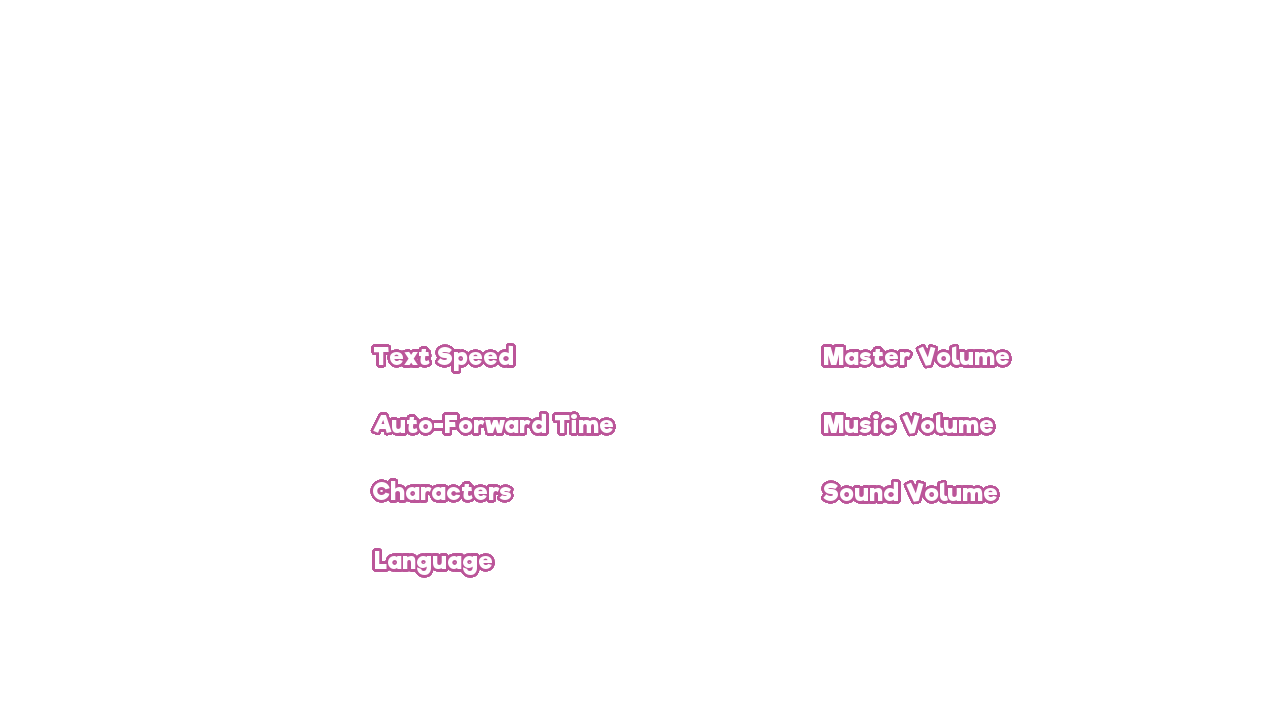 Text Speed
Auto-Forward Time
Characters
Language
Master Volume
Music Volume
Sound Volume